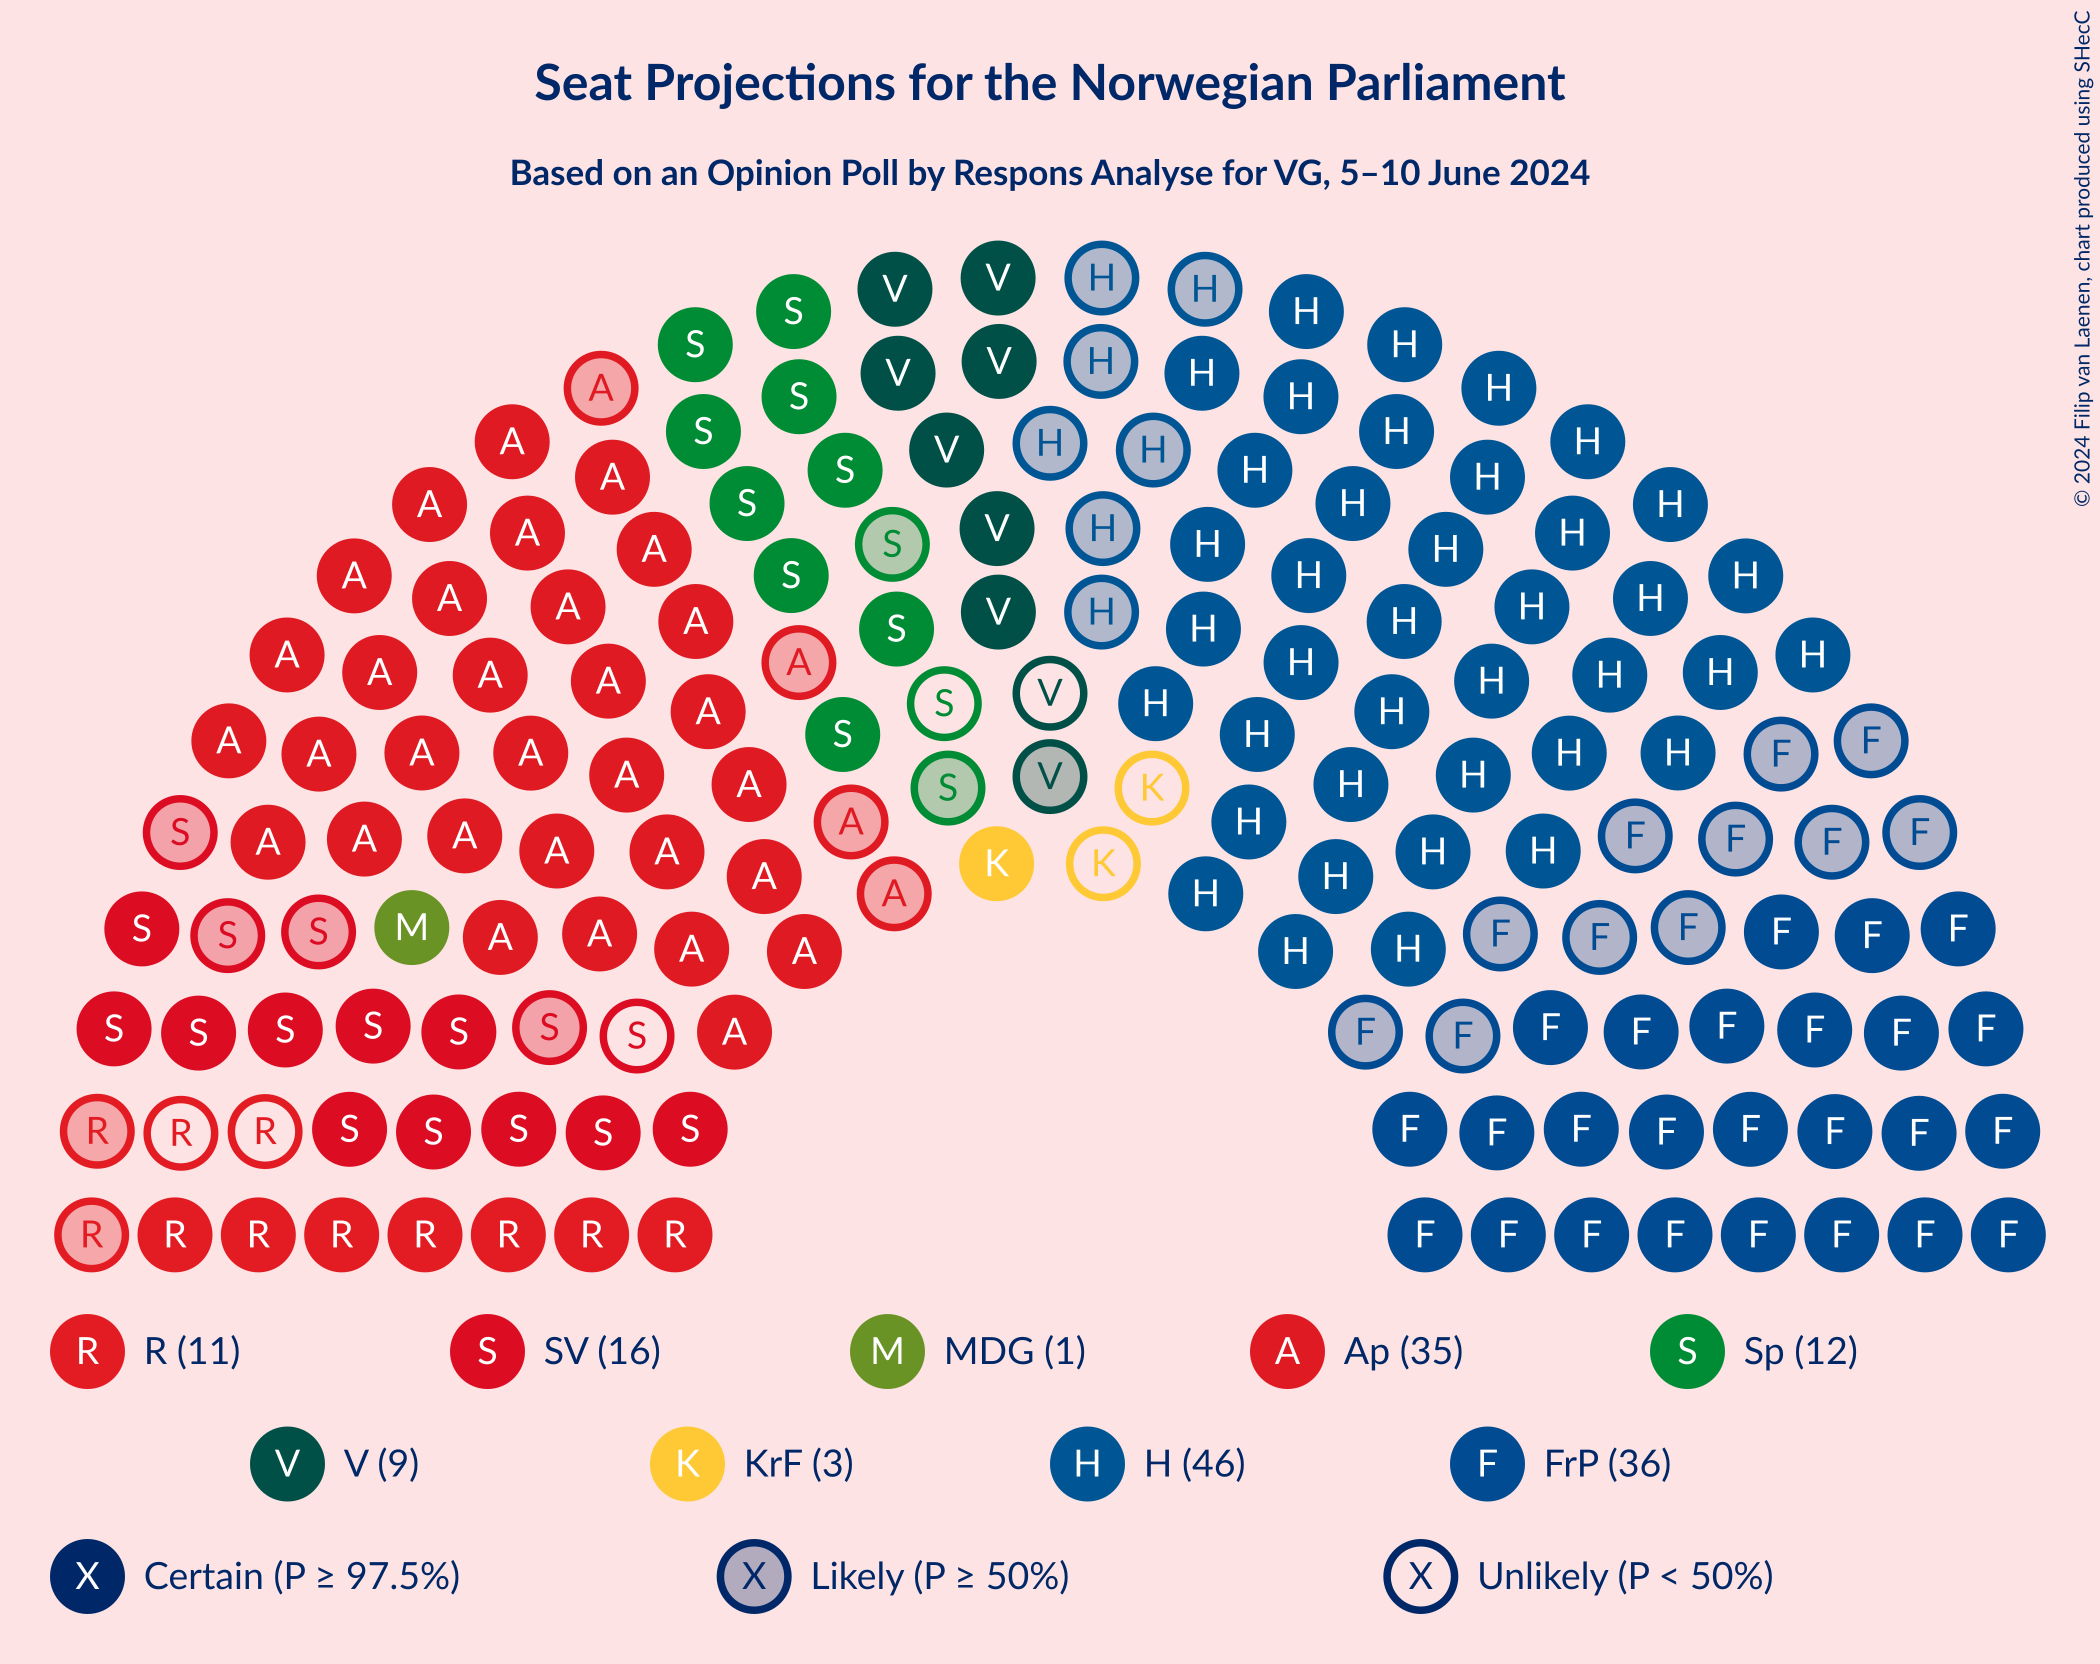 Seat Projections for the Norwegian Parliament
Based on an Opinion Poll by Respons Analyse for VG, 5–10 June 2024
© 2024 Filip van Laenen, chart produced using SHecC
V V H H
S H
S H
V V H H
A S H H
A S V H H H H
A S H H
A S H H
A A S V H H H H
A S H H
A A V H H H
A S H H
A A H H
A A A S V H H H
A H H
A S H F
A A A H H F
A A S V K H H
S A A A A A A H H H F F F F
A A K K H H
S S S M A A A A H H F F F F F F
S S S S S S S A F F F F F F F F
R R R S S S S S F F F F F F F F
R R R R R R R R F F F F F F F F
R R (11) S SV (16) M MDG (1) A Ap (35) S Sp (12)
V V (9) K KrF (3) H H (46) F FrP (36)
X Certain (P ≥ 97.5%) X Likely (P ≥ 50%) X Unlikely (P < 50%)